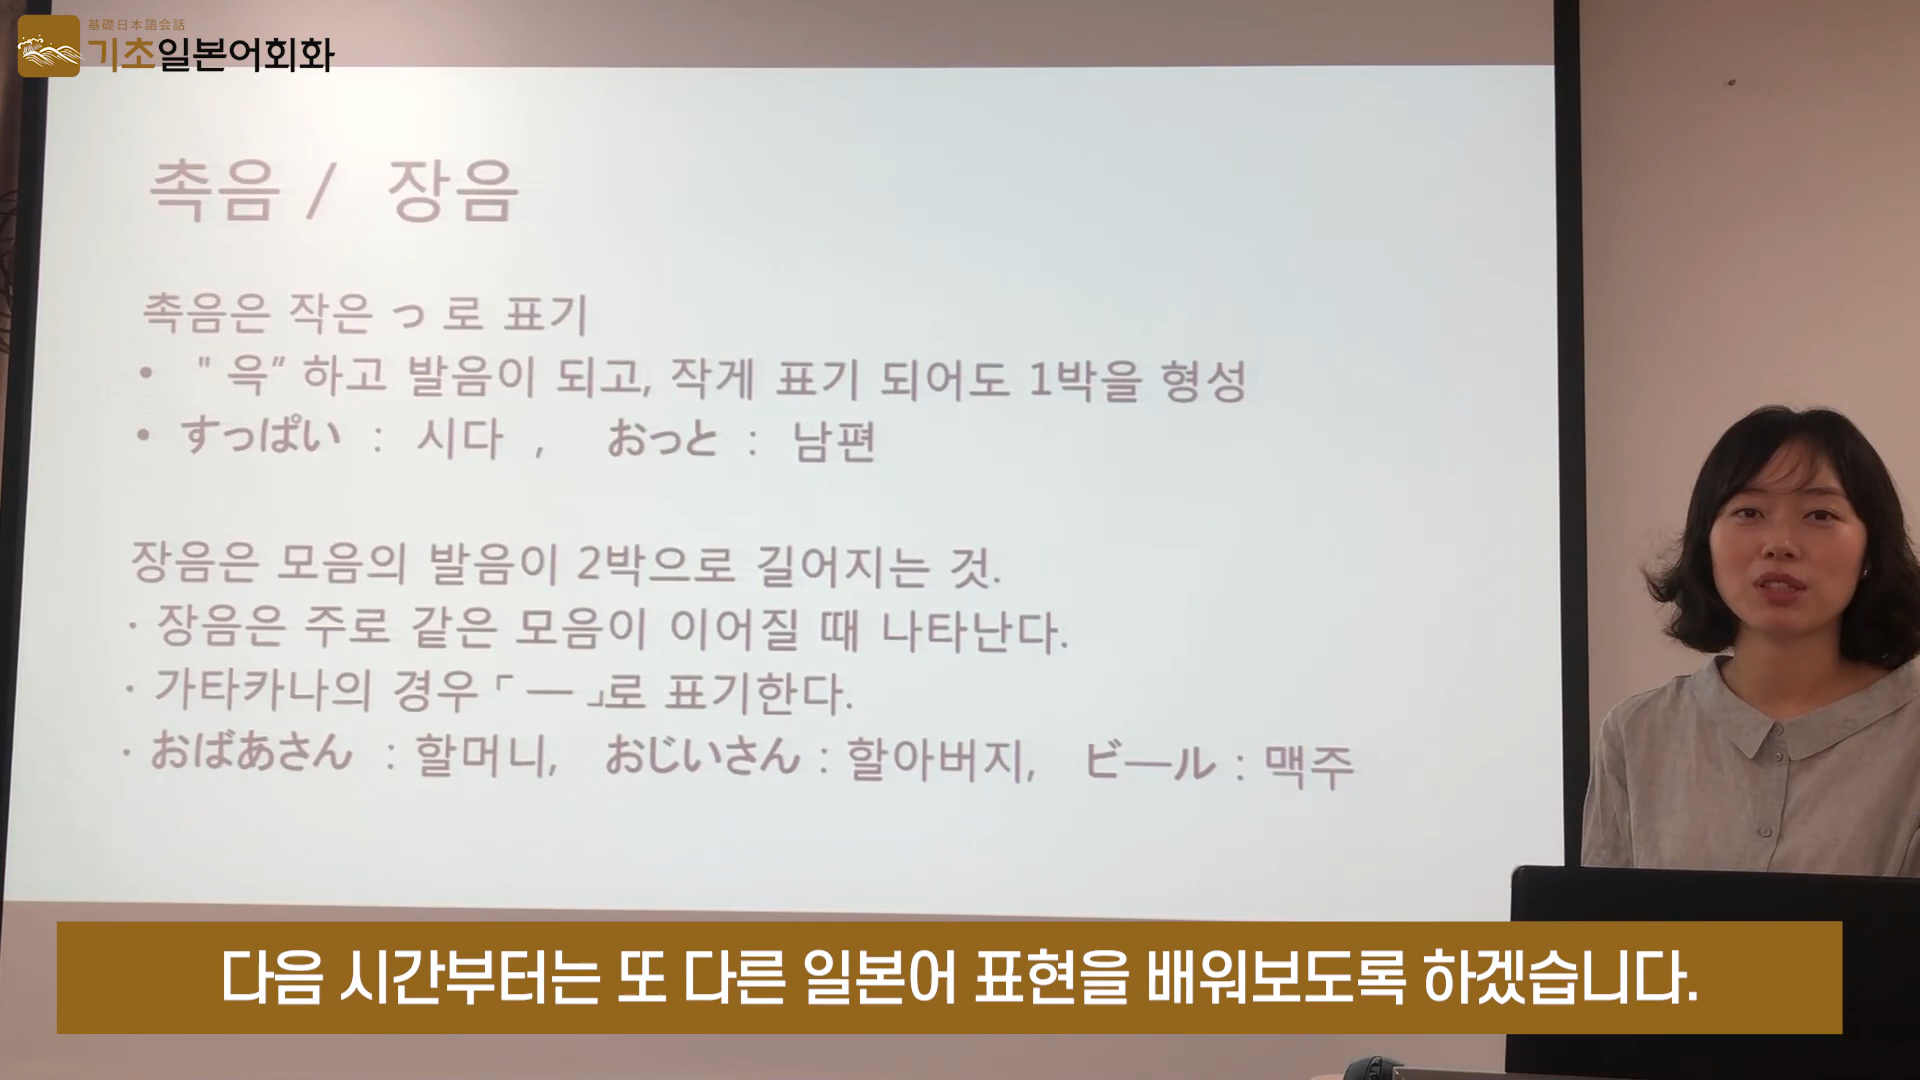 基礎日本語会話
기초일본어회화
촉음 / 장음
촉음은 작은 っ 로 표기
• " 윽” 하고 발음이 되고, 작게 표기 되어도 1박을 형성
• すっぱい : 시다 , おっと : 남편
장음은 모음의 발음이 2박으로 길어지는 것.
· 장음은 주로 같은 모음이 이어질 때 나타난다.
· 가타카나의 경우 「 ― 」로 표기한다.
· おばあさん : 할머니, おじいさん : 할아버지, ビ―ル : 맥주
다음 시간부터는 또 다른 일본어 표현을 배워보도록 하겠습니다.